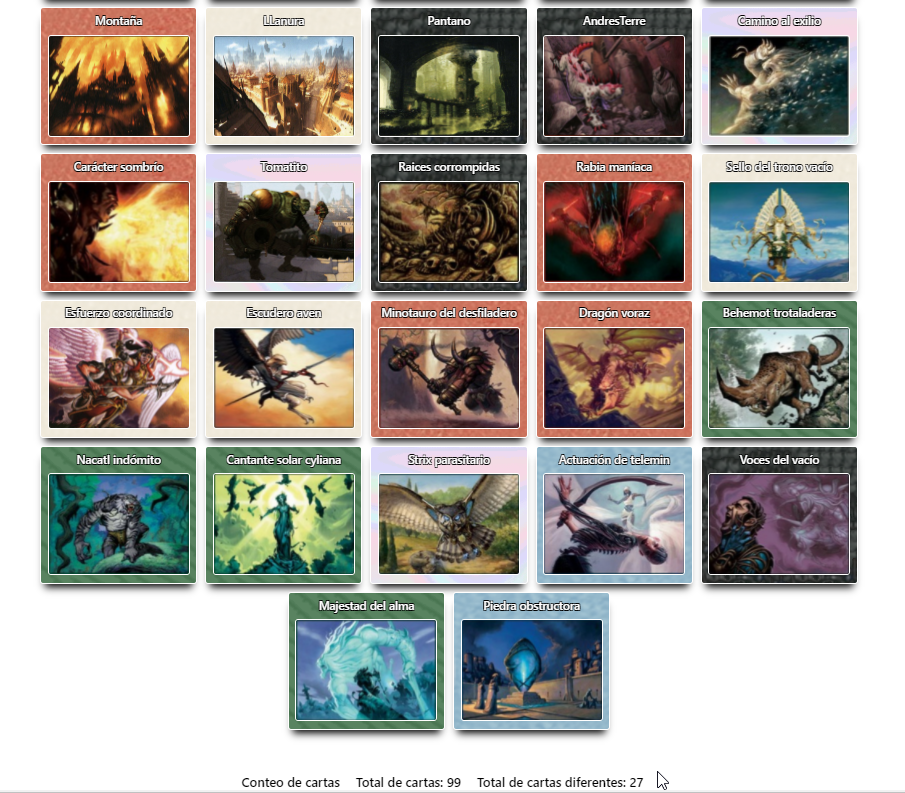 Montaña
LLanura
Pantano
AndresTerre
Camino al exilio
Carácter sombrío
Tomatito
Raices corrompidas
Rabia maníaca
Sello del trono vacío
Esfuerzo coordinado
Escudero aven
Minotauro del desfiladero
Dragón voraz
Behemot trotaladeras
Nacatl indómito
Cantante solar cyliana
Strix parasitario
Actuación de telemin
Voces del vacío
Majestad del alma
Piedra obstructora
Conteo de cartas Total de cartas: 99 Total de cartas diferentes: 27